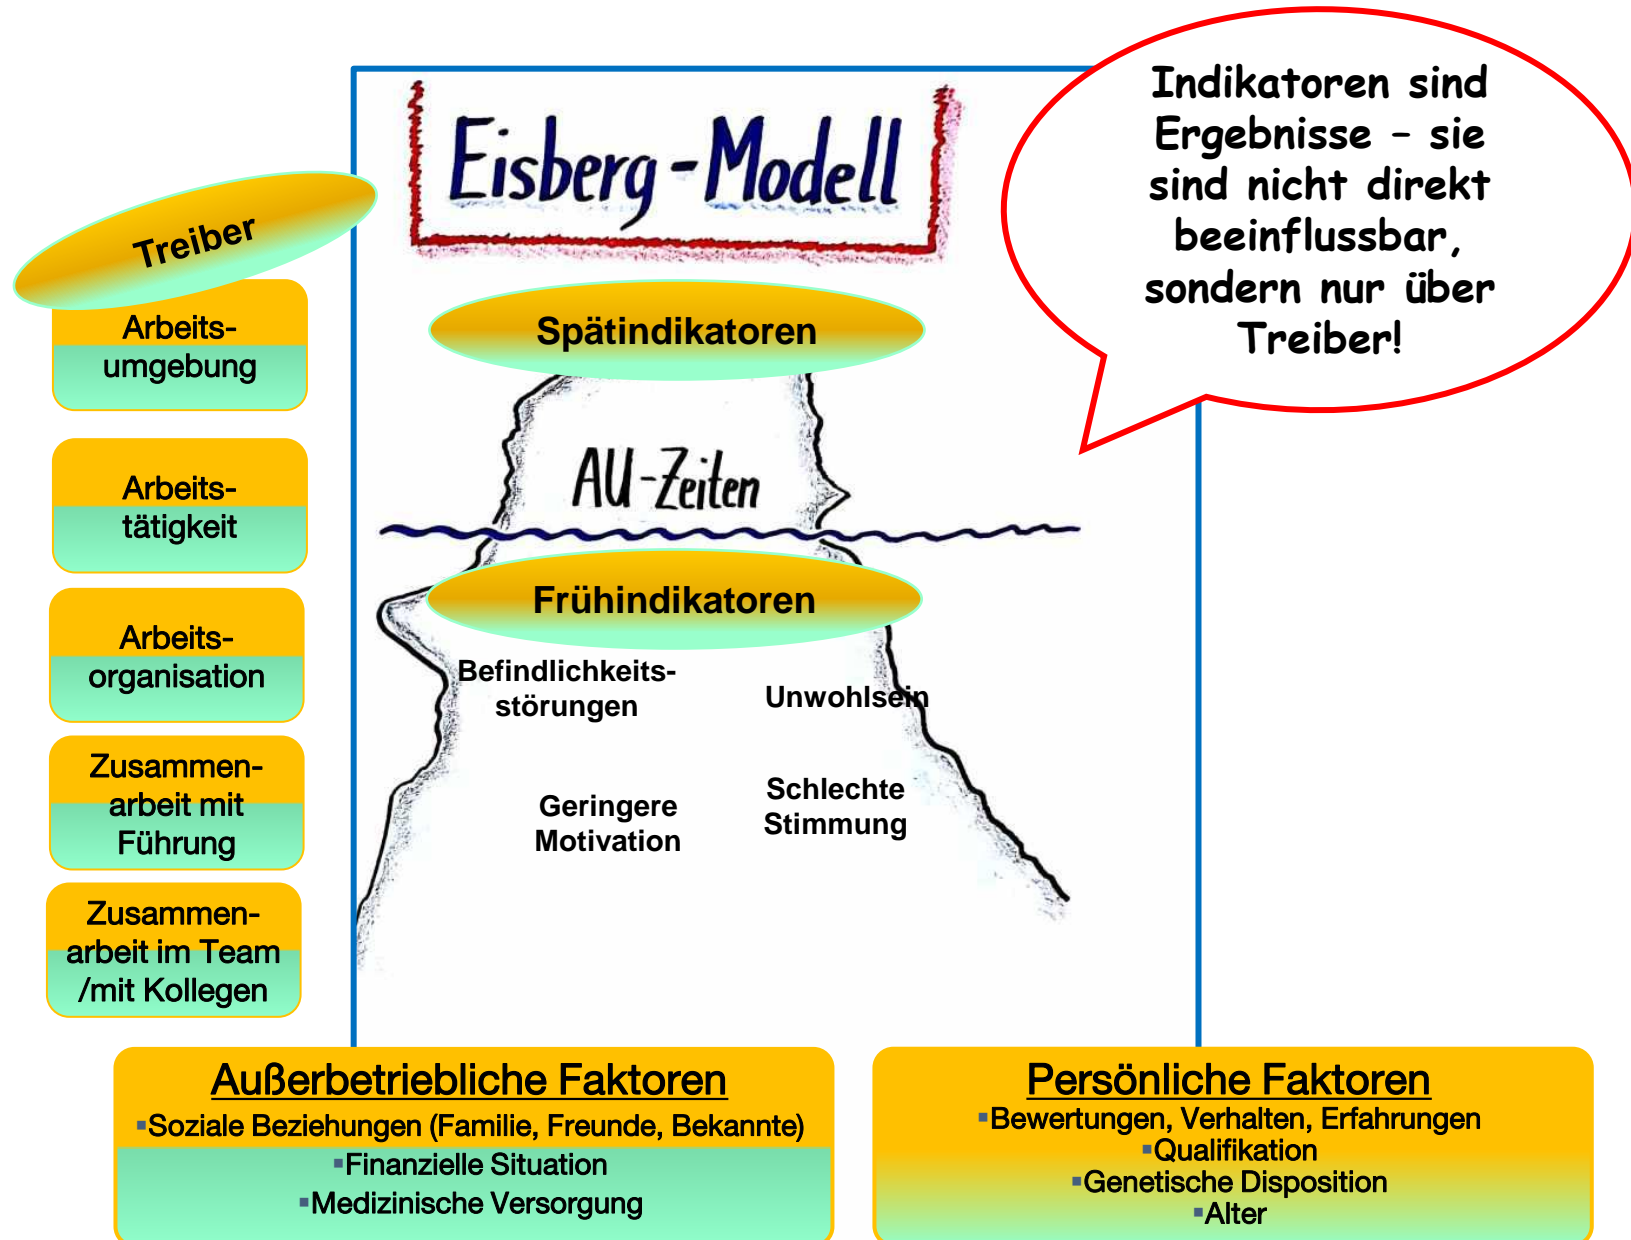 Eisberg-Modell
Indikatoren sind
Ergebnisse – sie
sind nicht direkt
beeinflussbar,
sondern nur über
Treiber!
Treiber
Arbeits-
umgebung
Arbeits-
tätigkeit
Arbeits-
organisation
Zusammen-
arbeit mit
Führung
Zusammen-
arbeit im Team
/mit Kollegen
Spätindikatoren
AU-Zeiten
Frühindikatoren
Befindlichkeits-
störungen
Unwohlsein
Geringere
Motivation
Schlechte
Stimmung
Außerbetriebliche Faktoren
▪Soziale Beziehungen (Familie, Freunde, Bekannte)
▪Finanzielle Situation
▪Medizinische Versorgung
Persönliche Faktoren
▪Bewertungen, Verhalten, Erfahrungen
▪Qualifikation
▪Genetische Disposition
▪Alter